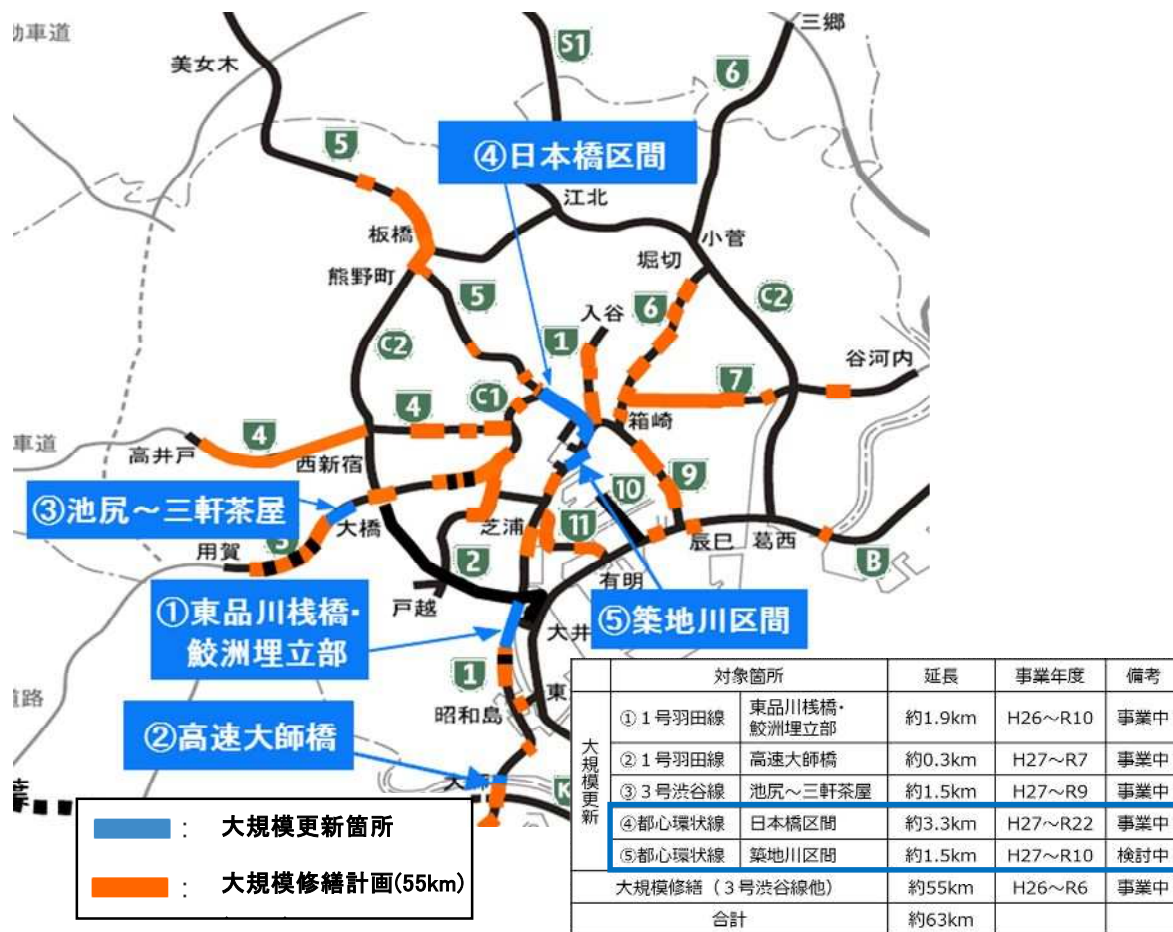 動車道
三郷
S1
美女木
6
5
④日本橋区間
江北
板橋
小菅
堀切
熊野町
5
6
入谷
1
C2
C2
谷河内
7
C1
4
箱崎
4
車道
高井戸
西新宿
9
10
③池尻～三軒茶屋
大橋
芝浦
11
辰巳
葛西
用賀
2
B
有明
戸越
①東品川桟橋・
鮫洲埋立部
⑤築地川区間
大井
1
道路
東
昭和島
②高速大師橋
K
：大規模更新箇所
：大規模修繕計画(55km)
対象箇所 延長 事業年度 備考
大規模更新
①1号羽田線 東品川桟橋・
鮫洲埋立部 約1.9km H26～R10 事業中
②1号羽田線 高速大師橋 約0.3km H27～R7 事業中
③3号渋谷線 池尻～三軒茶屋 約1.5km H27～R9 事業中
④都心環状線 日本橋区間 約3.3km H27～R22 事業中
⑤都心環状線 築地川区間 約1.5km H27～R10 検討中
大規模修繕（3号渋谷線他） 約55km H26～R6 事業中
合計 約63km